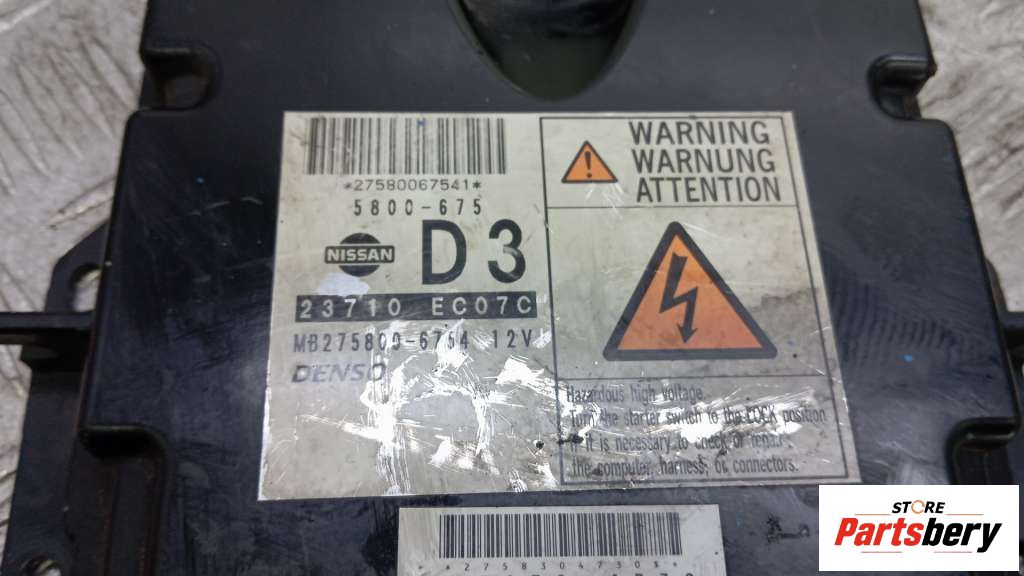 *27580067541*
5800-675
NISSAN
D3
23710 EC07C
MB275800-6754 12V
DENSO
WARNING
WARNUNG
ATTENTION
Hazardous high voltage.
Turn the starter switch to the LOCK position
if it is necessary to check or repair
the computer, harness, or connectors.
*2758304730*
STORE
Partsbery